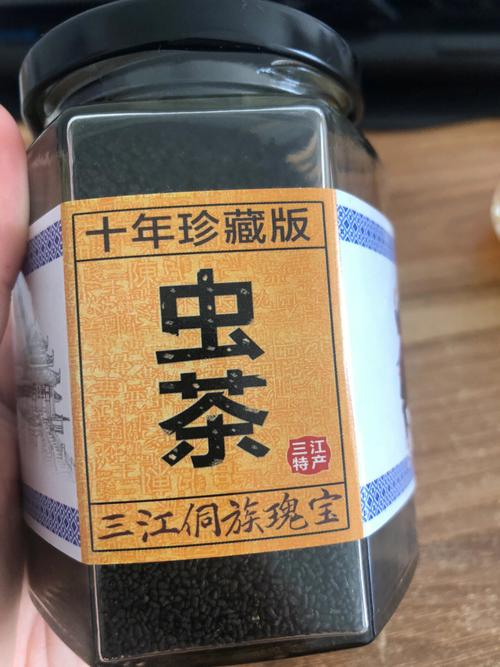 十年珍藏版
虫茶
三江
特产
三江侗族瑰宝